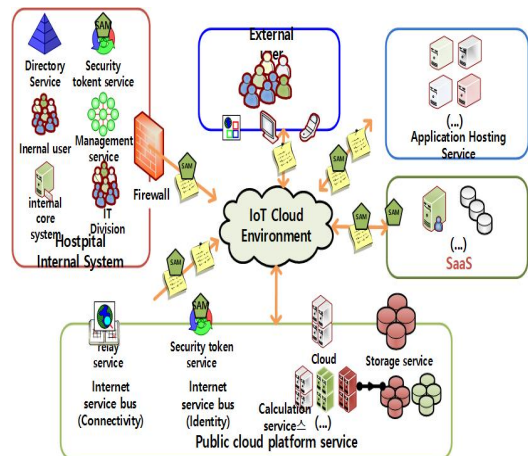 SAM
Directory
Service
Security
tokent service
Inernal user
Management
service
internal
core
system
IT
Division
Hostpital
Internal System
Firewall
SAM
External
user
(...)
Application Hosting
Service
SAM
IoT Cloud
Environment
SAM
SAM
(...)
SaaS
SAM
SAM
relay
service
SAM
Security token
service
Internet
service bus
(Connectivity)
Internet
service bus
(Identity)
Cloud
Storage service
Calculation
service스
(...)
Public cloud platform service